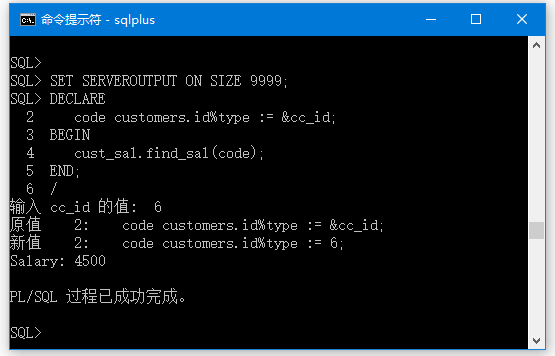 命令提示符 - sqlplus
SQL>
SQL> SET SERVEROUTPUT ON SIZE 9999;
SQL> DECLARE
  2     code customers.id%type := &cc_id;
  3  BEGIN
  4     cust_sal.find_sal(code);
  5  END;
  6  /
输入 cc_id 的值:  6
原值    2:    code customers.id%type := &cc_id;
新值    2:    code customers.id%type := 6;
Salary: 4500
PL/SQL 过程已成功完成。
SQL>